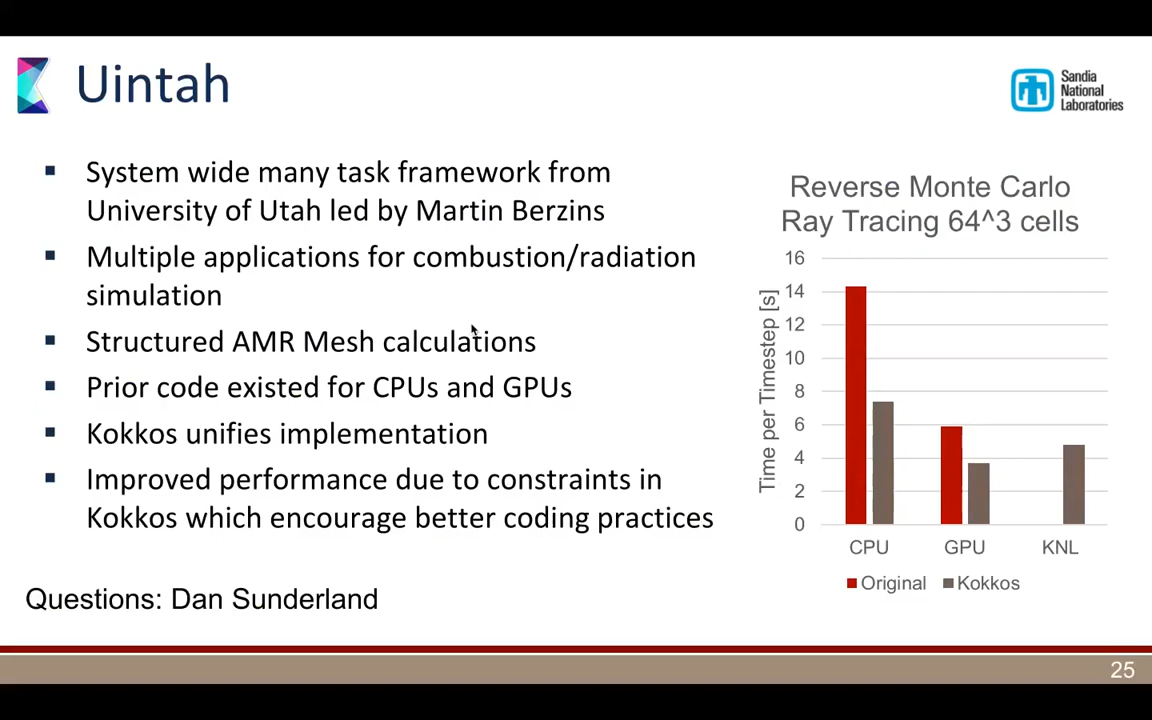 Uintah
Sandia
National
Laboratories
System wide many task framework from
University of Utah led by Martin Berzins
Multiple applications for combustion/radiation
simulation
Structured AMR Mesh calculations
Prior code existed for CPUs and GPUs
Kokkos unifies implementation
Improved performance due to constraints in
Kokkos which encourage better coding practices
Questions: Dan Sunderland
Reverse Monte Carlo
Ray Tracing 64^3 cells
Time per Timestep [s]
16
14
12
10
8
6
4
2
0
CPU GPU KNL
Original Kokkos
25